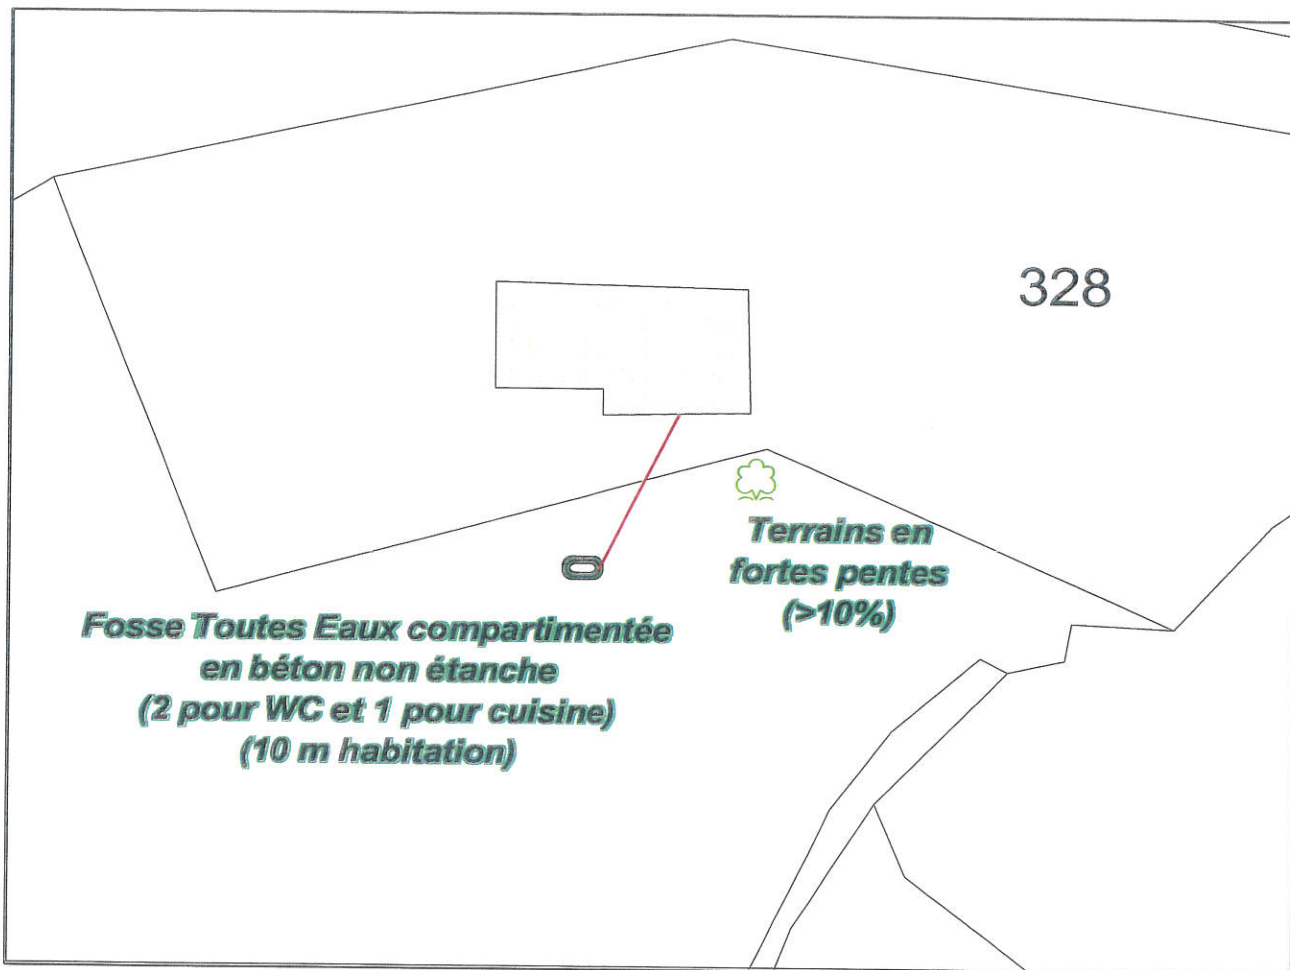 328
Terrains en
fortes pentes
(>10%)
Fosse Toutes Eaux compartimentée
en béton non étanche
(2 pour WC et 1 pour cuisine)
(10 m habitation)